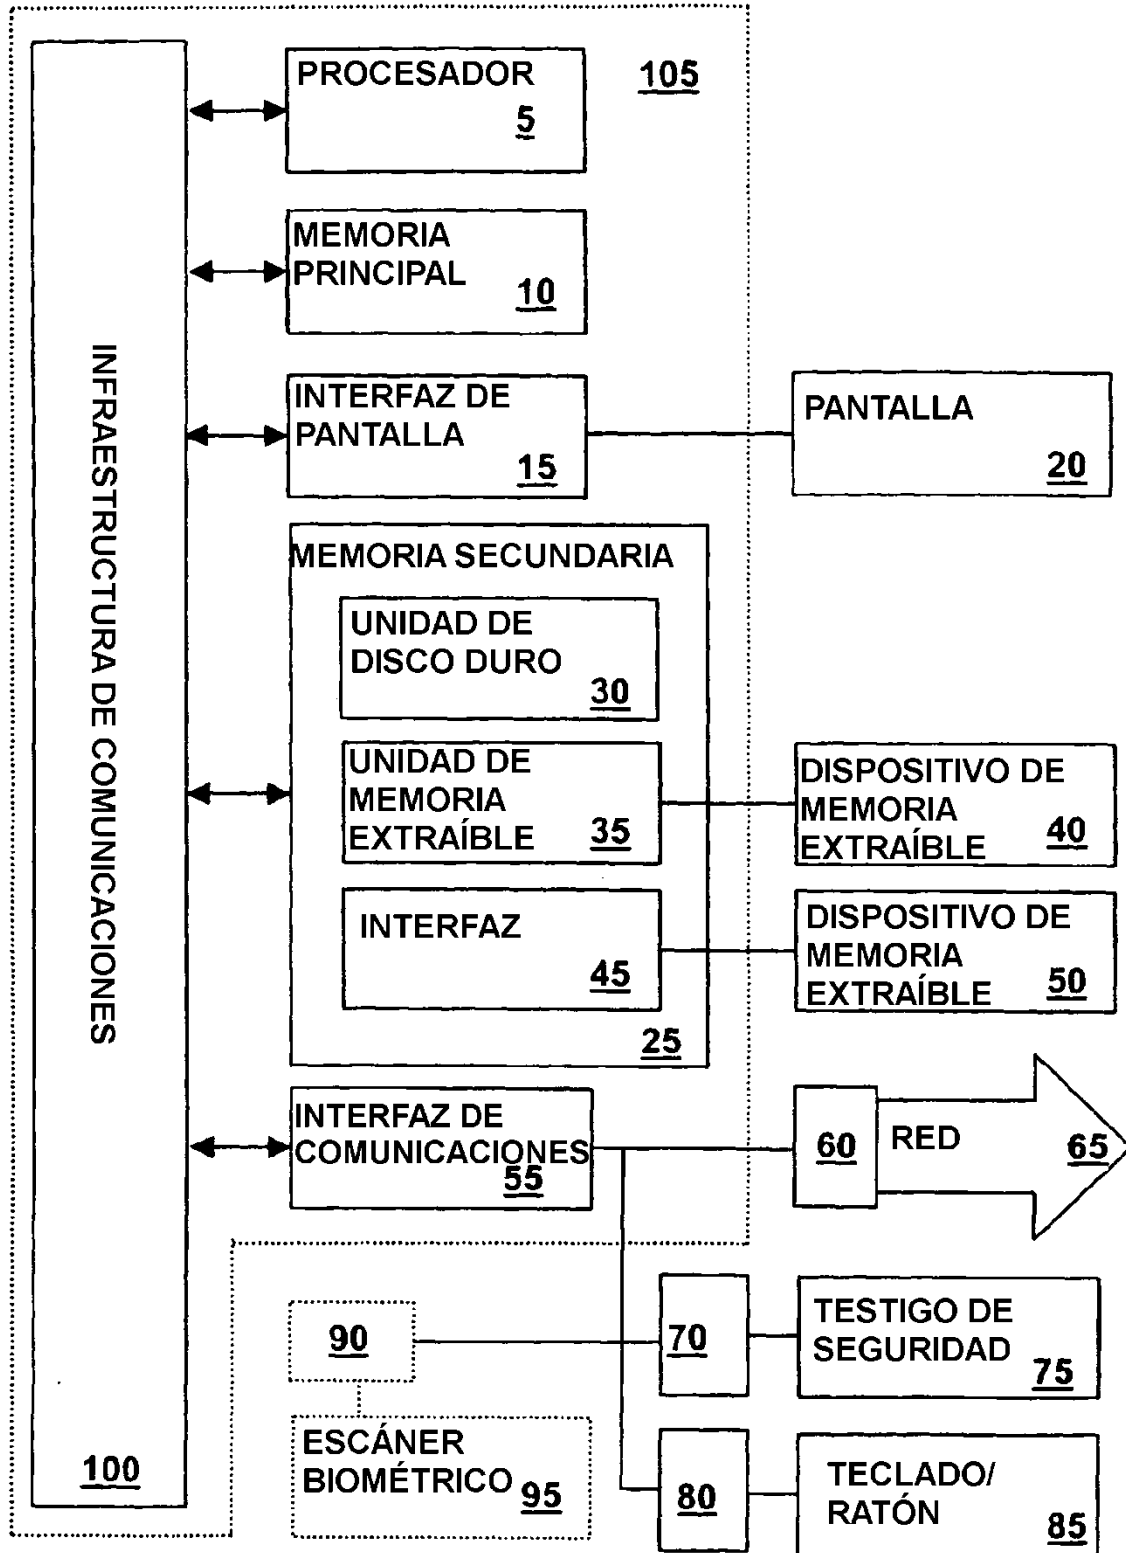 PROCESADOR
5
105
MEMORIA
PRINCIPAL
10
INTERFAZ DE
PANTALLA
15
PANTALLA
20
MEMORIA SECUNDARIA
UNIDAD DE
DISCO DURO
30
UNIDAD DE
MEMORIA
EXTRAÍBLE
35
DISPOSITIVO DE
MEMORIA
EXTRAÍBLE
40
INTERFAZ
45
DISPOSITIVO DE
MEMORIA
EXTRAÍBLE
50
25
INTERFAZ DE
COMUNICACIONES
55
60
RED
65
INFRAESTRUCTURA DE COMUNICACIONES
100
90
70
TESTIGO DE
SEGURIDAD
75
ESCÁNER
BIOMÉTRICO
95
80
TECLADO/
RATÓN
85